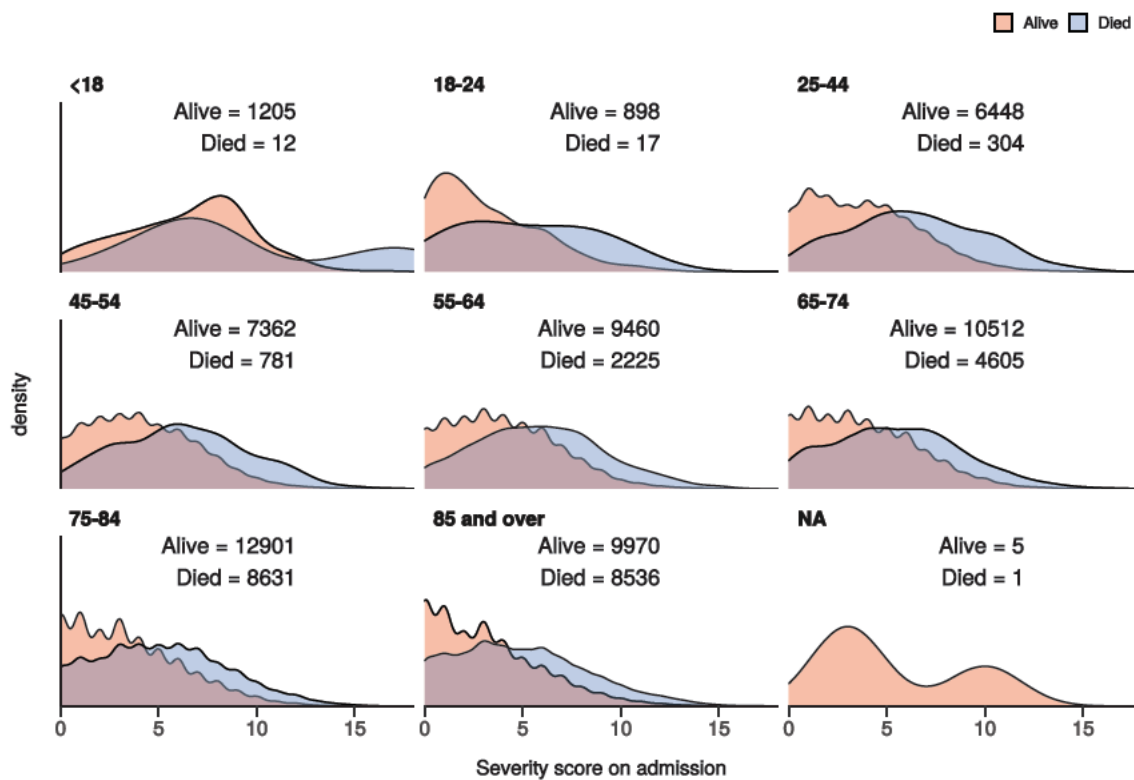 Alive Died
<18
Alive = 1205
Died = 12
18-24
Alive = 898
Died = 17
25-44
Alive = 6448
Died = 304
45-54
Alive = 7362
Died = 781
55-64
Alive = 9460
Died = 2225
65-74
Alive = 10512
Died = 4605
density
75-84
Alive = 12901
Died = 8631
85 and over
Alive = 9970
Died = 8536
NA
Alive = 5
Died = 1
0 5 10 15
0 5 10 15
0 5 10 15
Severity score on admission